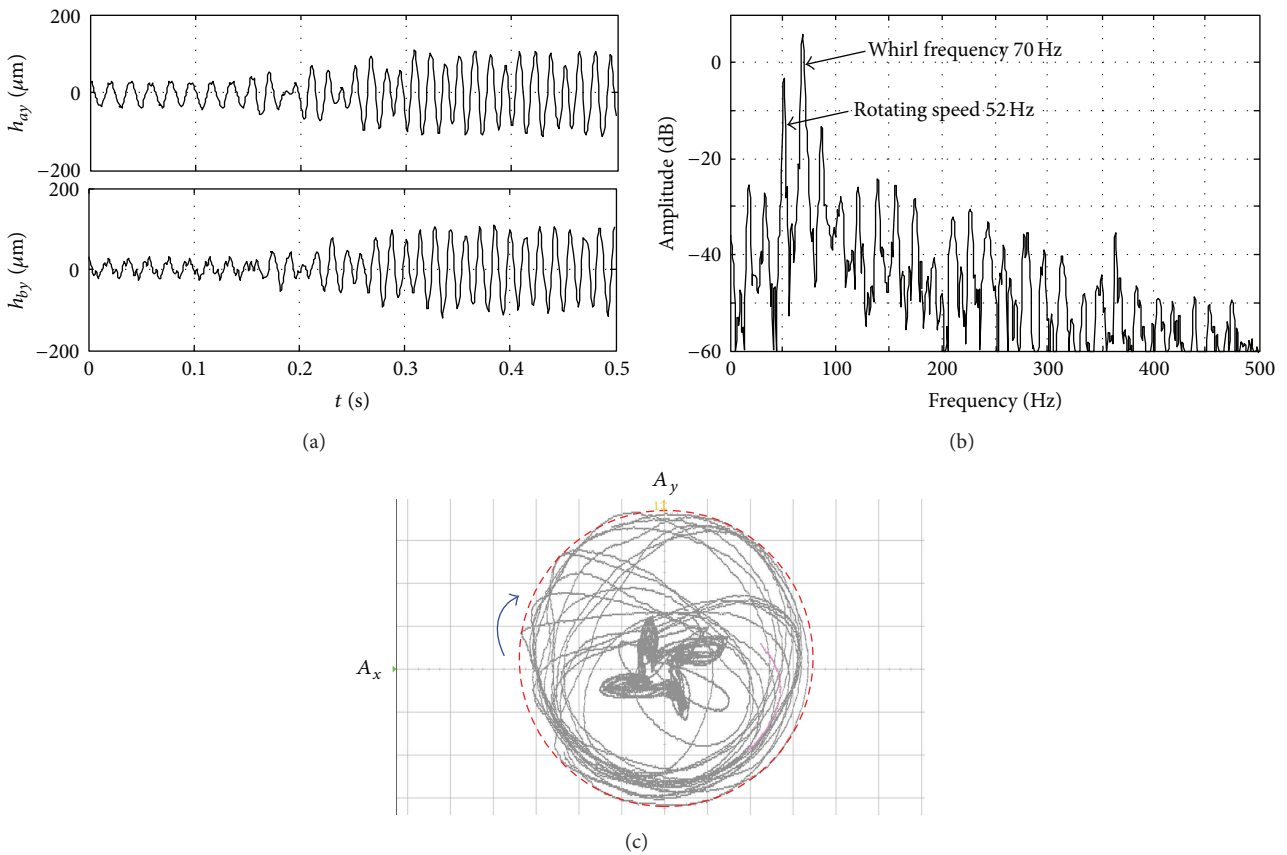 200
0
−200
h_ay (μm)
200
0
−200
h_by (μm)
0 0.1 0.2 0.3 0.4 0.5
t (s)
(a)
0
−20
−40
−60
Amplitude (dB)
Whirl frequency 70 Hz
Rotating speed 52 Hz
0 100 200 300 400 500
Frequency (Hz)
(b)
A_y
A_x
(c)